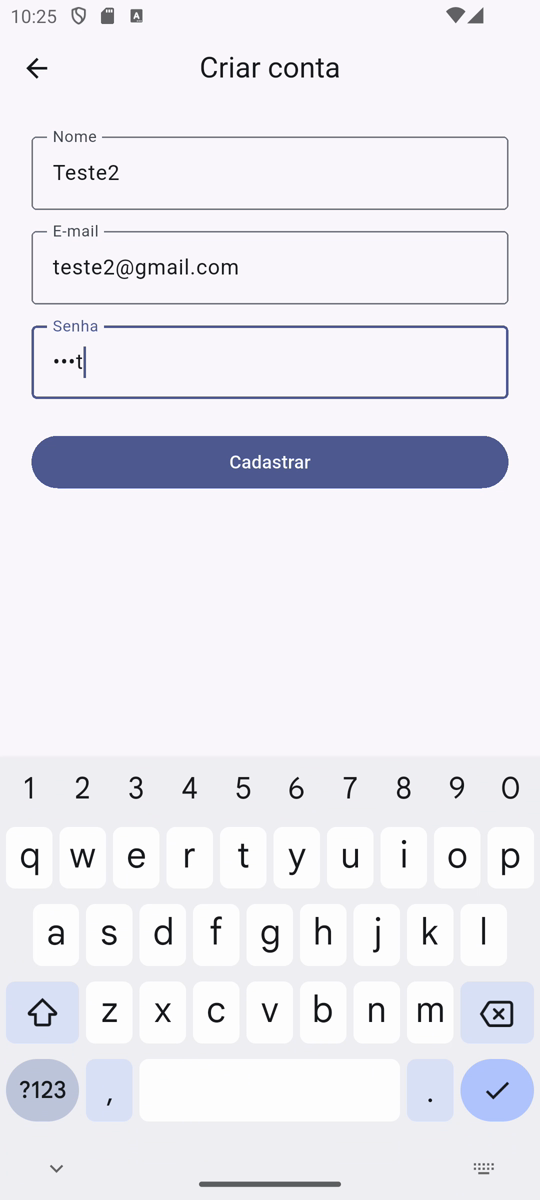 10:25
Criar conta
Nome
Teste2
E-mail
teste2@gmail.com
Senha
•••t
Cadastrar
1 2 3 4 5 6 7 8 9 0
q w e r t y u i o p
a s d f g h j k l
z x c v b n m
?123 , .